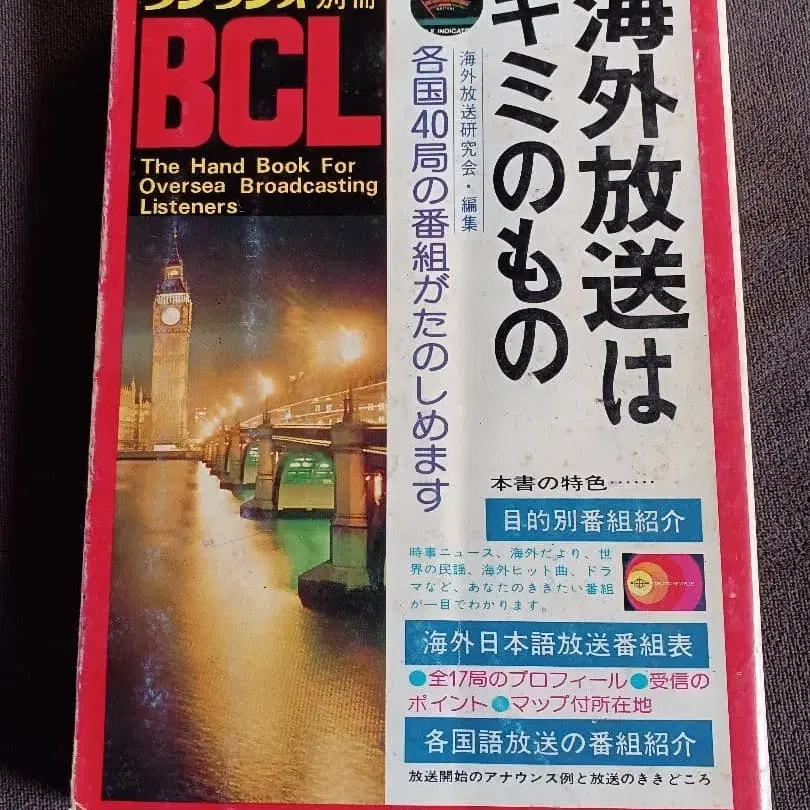 別冊
BCL
The Hand Book For
Oversea Broadcasting
Listeners
海外放送は
キミのもの
海外放送研究会・編集
各国40局の番組がたのしめます
本書の特色……
目的別番組紹介
時事ニュース、海外だより、世
界の民謡、海外ヒット曲、ドラ
マなど、あなたのききたい番組
が一目でわかります。
DEUTSCHE WELLE
海外日本語放送番組表
●全17局のプロフィール●受信の
ポイント●マップ付所在地
各国語放送の番組紹介
放送開始のアナウンス例と放送のききどころ